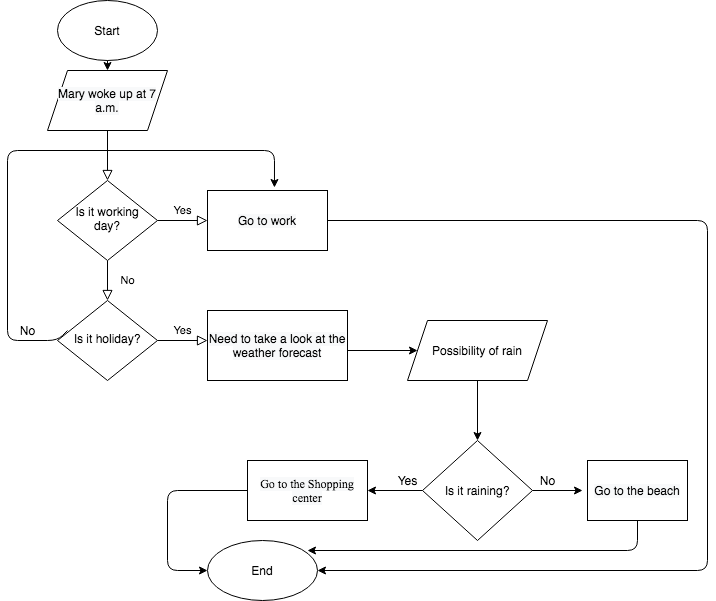 Start
Mary woke up at 7
a.m.
Is it working
day?
Yes
Go to work
No
Is it holiday?
No
Yes
Need to take a look at the
weather forecast
Possibility of rain
Is it raining?
Yes
Go to the Shopping
center
No
Go to the beach
End